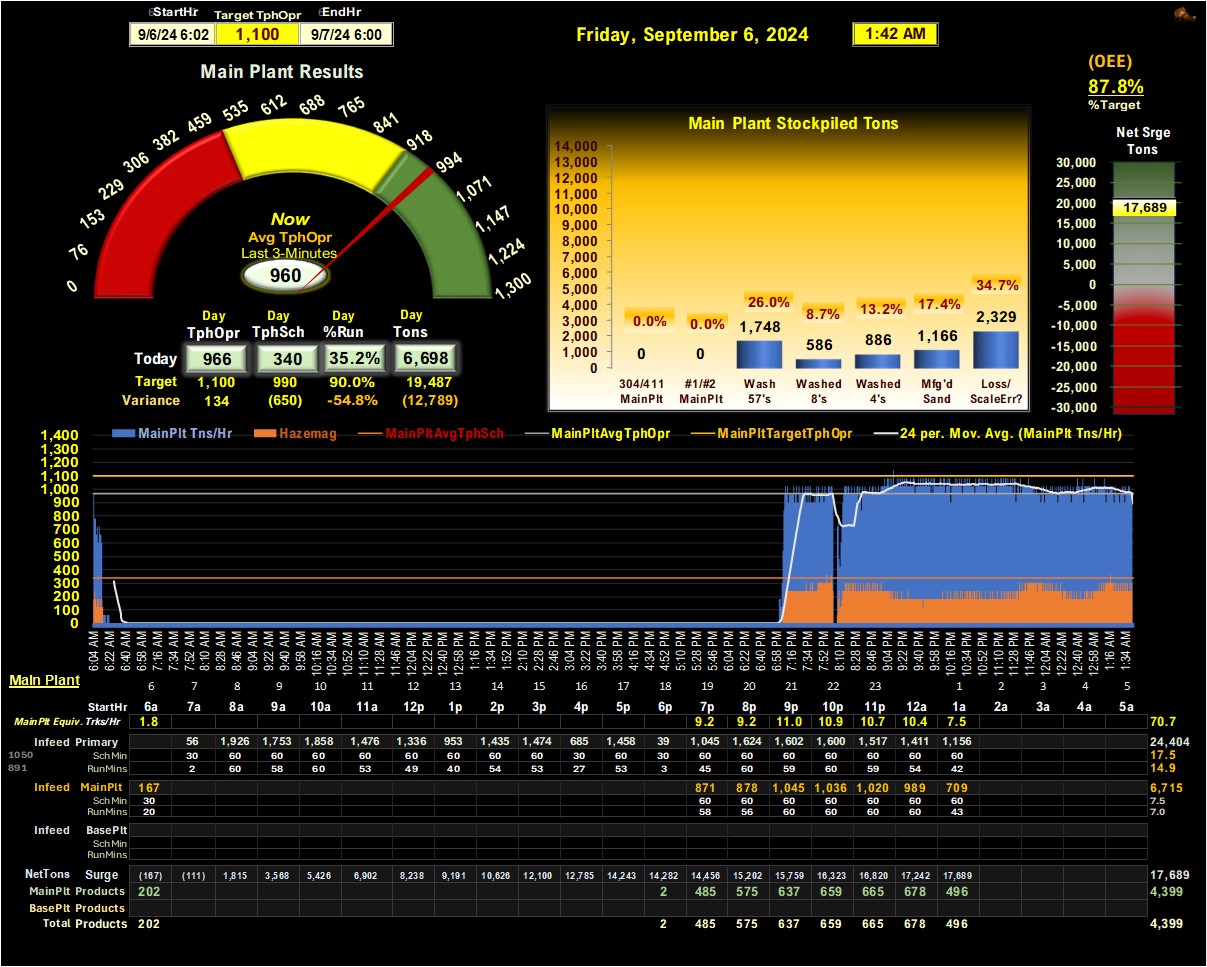 StartHr Target TphOpr EndHr
9/6/24 6:02 1,100 9/7/24 6:00
Friday, September 6, 2024 1:42 AM
(OEE)
87.8%
%Target
Main Plant Results
0 76 153 229 306 382 459 535 612 688 765 841 918 994 1,071 1,147 1,224 1,300
Now
Avg TphOpr
Last 3-Minutes
960
Day Day Day Day
TphOpr TphSch %Run Tons
Today 966 340 35.2% 6,698
Target 1,100 990 90.0% 19,487
Variance 134 (650) -54.8% (12,789)
Main Plant Stockpiled Tons
14,000
13,000
12,000
11,000
10,000
9,000
8,000
7,000
6,000
5,000
4,000
3,000
2,000
1,000
0
0.0% 0.0% 26.0% 8.7% 13.2% 17.4% 34.7%
0 0 1,748 586 886 1,166 2,329
304/411 #1/#2 Wash Washed Washed Mfg'd Loss/
MainPlt MainPlt 57's 8's 4's Sand ScaleErr?
Net Srge
Tons
30,000
25,000
20,000
17,689
15,000
10,000
5,000
0
-5,000
-10,000
-15,000
-20,000
-25,000
-30,000
MainPlt Tns/Hr Hazemag MainPltAvgTphSch MainPltAvgTphOpr MainPltTargetTphOpr 24 per. Mov. Avg. (MainPlt Tns/Hr)
1,400
1,300
1,200
1,100
1,000
900
800
700
600
500
400
300
200
100
0
6:04 AM 6:22 AM 6:40 AM 6:58 AM 7:16 AM 7:34 AM 7:52 AM 8:10 AM 8:28 AM 8:46 AM 9:04 AM 9:22 AM 9:40 AM 9:58 AM 10:16 AM 10:34 AM 10:52 AM 11:10 AM 11:28 AM 11:46 AM 12:04 PM 12:22 PM 12:40 PM 12:58 PM 1:16 PM 1:34 PM 1:52 PM 2:10 PM 2:28 PM 2:46 PM 3:04 PM 3:22 PM 3:40 PM 3:58 PM 4:16 PM 4:34 PM 4:52 PM 5:10 PM 5:28 PM 5:46 PM 6:04 PM 6:22 PM 6:40 PM 6:58 PM 7:16 PM 7:34 PM 7:52 PM 8:10 PM 8:28 PM 8:46 PM 9:04 PM 9:22 PM 9:40 PM 9:58 PM 10:16 PM 10:34 PM 10:52 PM 11:10 PM 11:28 PM 11:46 PM 12:04 AM 12:22 AM 12:40 AM 12:58 AM 1:16 AM 1:34 AM
Main Plant
6 7 8 9 10 11 12 13 14 15 16 17 18 19 20 21 22 23 1 2 3 4 5
StartHr 6a 7a 8a 9a 10a 11a 12p 1p 2p 3p 4p 5p 6p 7p 8p 9p 10p 11p 12a 1a 2a 3a 4a 5a
MainPlt Equiv. Trks/Hr 1.8 9.2 9.2 11.0 10.9 10.7 10.4 7.5 70.7
Infeed Primary 56 1,926 1,753 1,858 1,476 1,336 953 1,435 1,474 685 1,458 39 1,045 1,624 1,602 1,600 1,517 1,411 1,156 24,404
1050 Sch Min 30 60 60 60 60 60 60 60 60 30 60 30 60 60 60 60 60 60 60 17.5
891 RunMins 2 60 58 60 53 49 40 54 53 27 53 3 45 60 59 60 59 54 42 14.9
Infeed MainPlt 167 871 878 1,045 1,036 1,020 989 709 6,715
Sch Min 30 60 60 60 60 60 60 60 7.5
RunMins 20 58 56 60 60 60 60 43 7.0
Infeed BasePlt
Sch Min
RunMins
NetTons Surge (167) (111) 1,815 3,568 5,426 6,902 8,238 9,191 10,626 12,100 12,785 14,243 14,282 14,456 15,202 15,759 16,323 16,820 17,242 17,689 17,689
MainPlt Products 202 2 485 575 637 659 665 678 496 4,399
BasePlt Products
Total Products 202 2 485 575 637 659 665 678 496 4,399